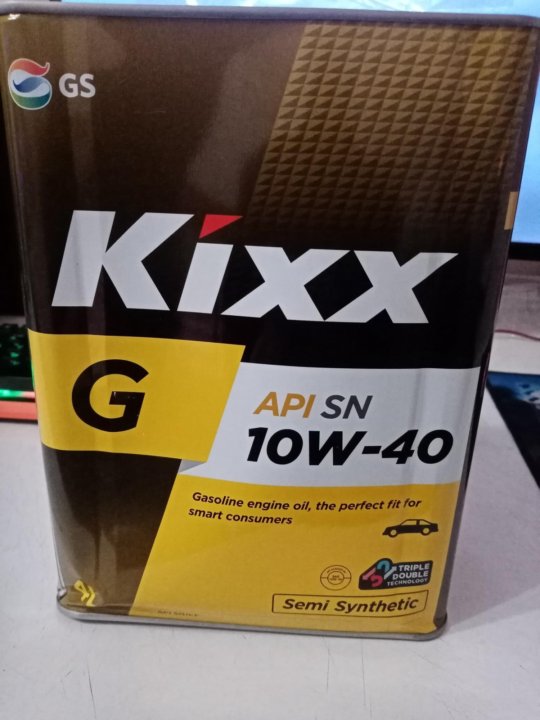 GS
Kixx
G
API SN
10W-40
Gasoline engine oil, the perfect fit for
smart consumers
TRIPLE
DOUBLE
TECHNOLOGY
Semi Synthetic
4L